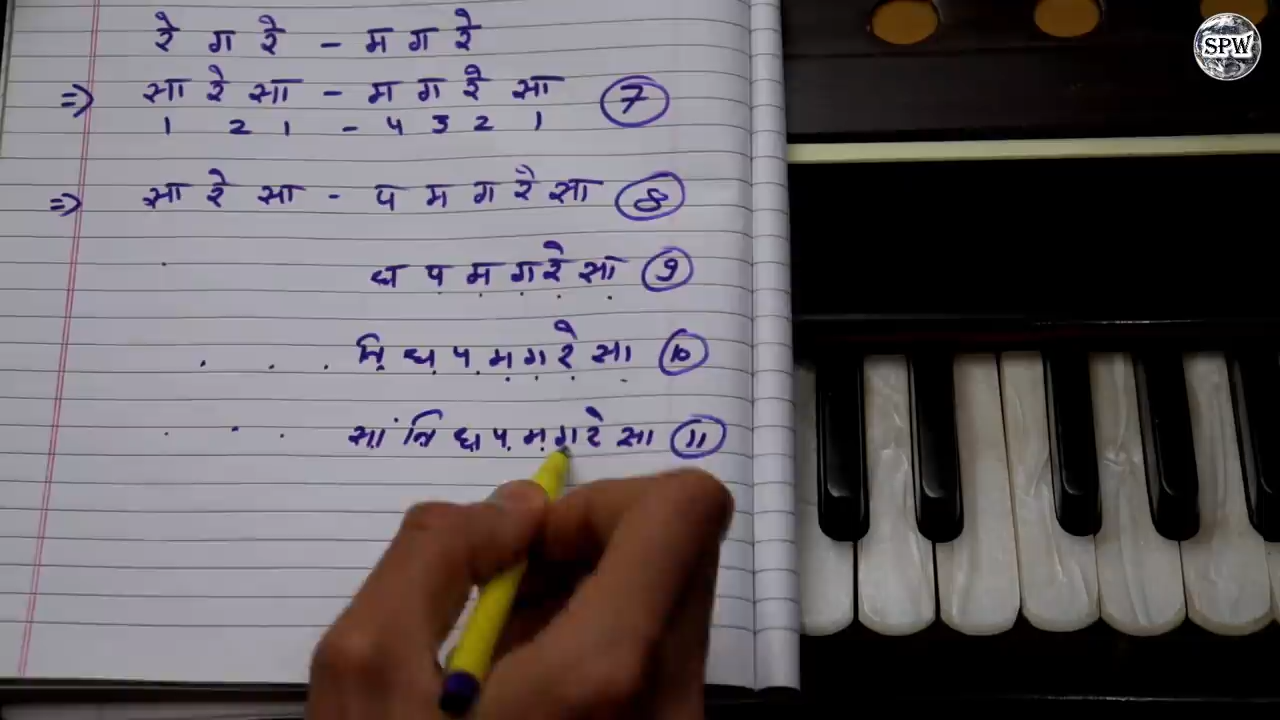 SPW
रे ग रे - म ग रे
=> सा रे सा - म ग रे सा 7
1 2 1 - 4 3 2 1
=> सा रे सा - प म ग रे सा 8
ध प म ग रे सा 9
नि ध प म ग रे सा 10
सां नि ध प म ग रे सा 11